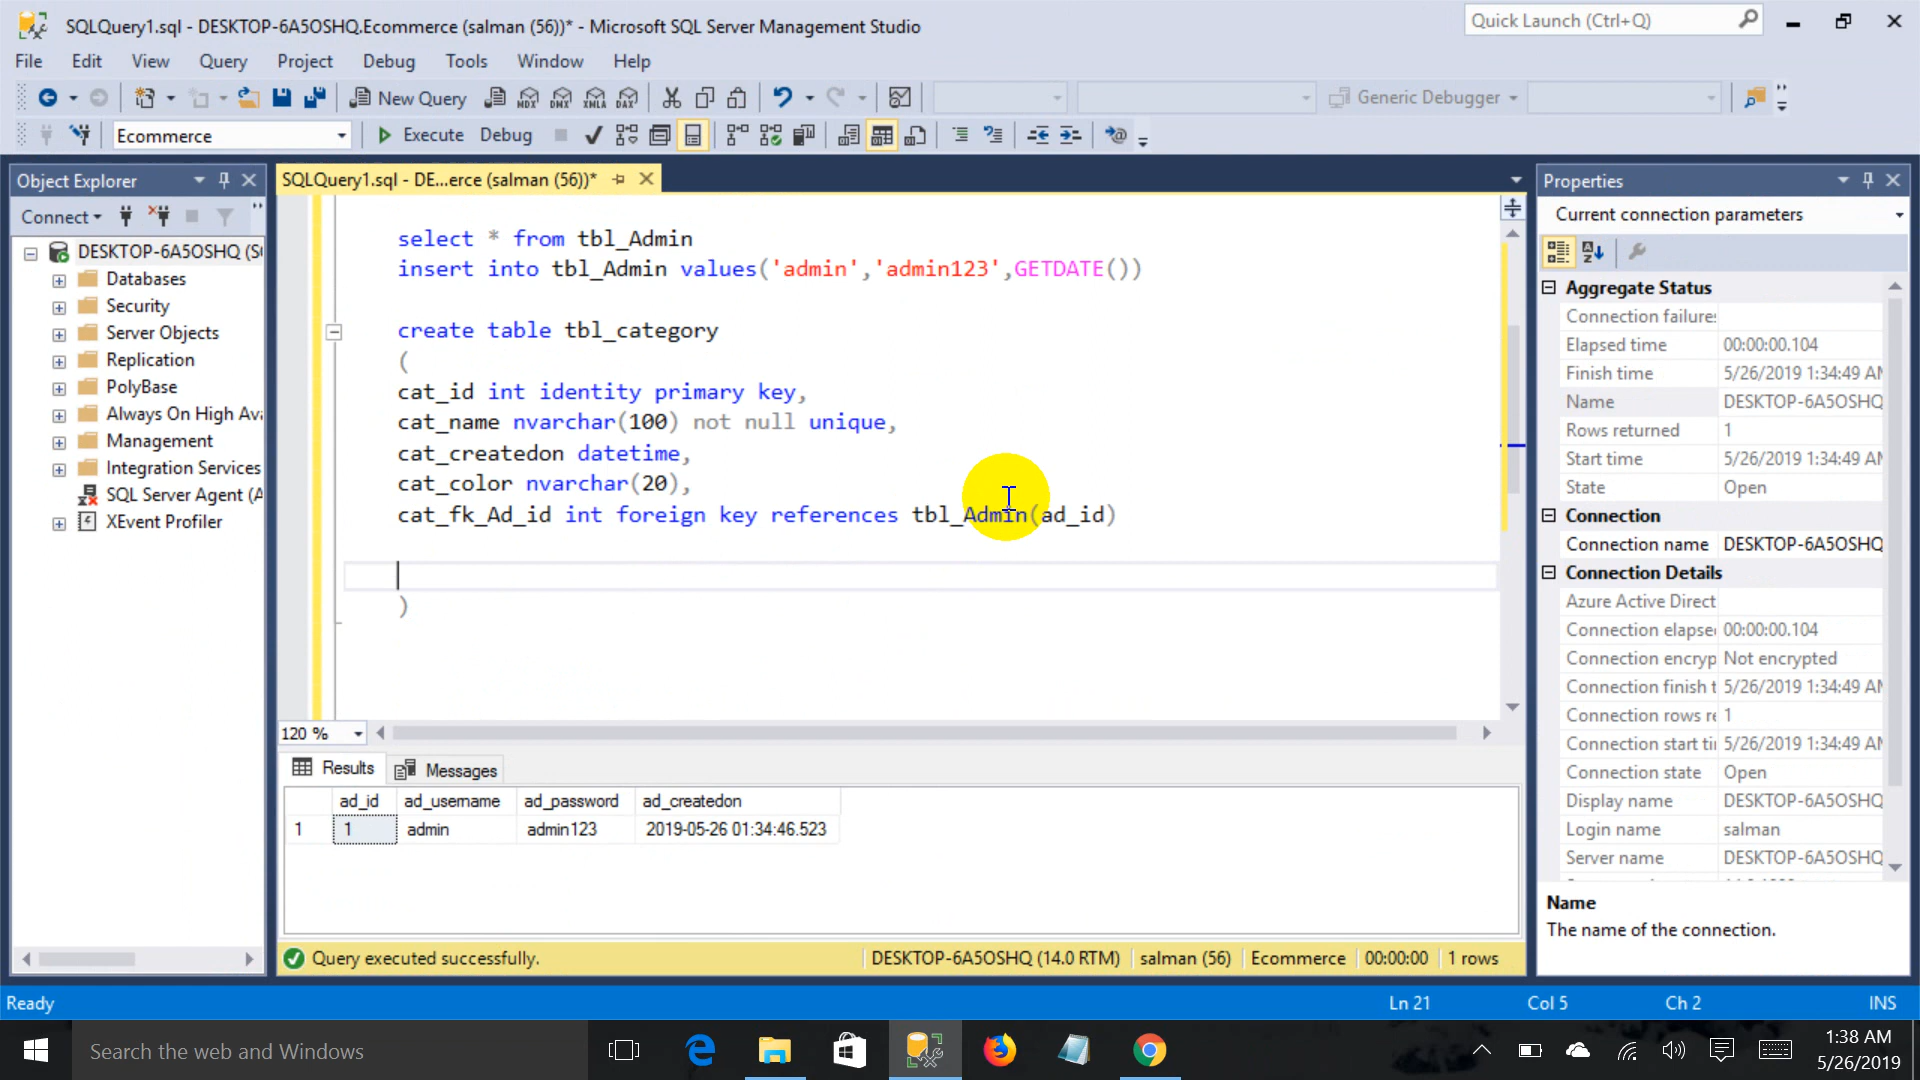 SQLQuery1.sql - DESKTOP-6A5OSHQ.Ecommerce (salman (56))* - Microsoft SQL Server Management Studio
Quick Launch (Ctrl+Q)
File Edit View Query Project Debug Tools Window Help
New Query MDX DMX XMLA DAX Generic Debugger
Ecommerce Execute Debug
Object Explorer
Connect
DESKTOP-6A5OSHQ (S
Databases
Security
Server Objects
Replication
PolyBase
Always On High Ava
Management
Integration Services
SQL Server Agent (A
XEvent Profiler
SQLQuery1.sql - DE...erce (salman (56))*
select * from tbl_Admin
insert into tbl_Admin values('admin','admin123',GETDATE())
create table tbl_category
(
cat_id int identity primary key,
cat_name nvarchar(100) not null unique,
cat_createdon datetime,
cat_color nvarchar(20),
cat_fk_Ad_id int foreign key references tbl_Admin(ad_id)
)
120 %
Results Messages
ad_id ad_username ad_password ad_createdon
1 1 admin admin123 2019-05-26 01:34:46.523
Query executed successfully. DESKTOP-6A5OSHQ (14.0 RTM) salman (56) Ecommerce 00:00:00 1 rows
Properties
Current connection parameters
Aggregate Status
Connection failures
Elapsed time 00:00:00.104
Finish time 5/26/2019 1:34:49 AM
Name DESKTOP-6A5OSHQ
Rows returned 1
Start time 5/26/2019 1:34:49 AM
State Open
Connection
Connection name DESKTOP-6A5OSHQ
Connection Details
Azure Active Direct
Connection elapse 00:00:00.104
Connection encryp Not encrypted
Connection finish t 5/26/2019 1:34:49 AM
Connection rows re 1
Connection start ti 5/26/2019 1:34:49 AM
Connection state Open
Display name DESKTOP-6A5OSHQ
Login name salman
Server name DESKTOP-6A5OSHQ
Name
The name of the connection.
Ready Ln 21 Col 5 Ch 2 INS
Search the web and Windows
1:38 AM
5/26/2019